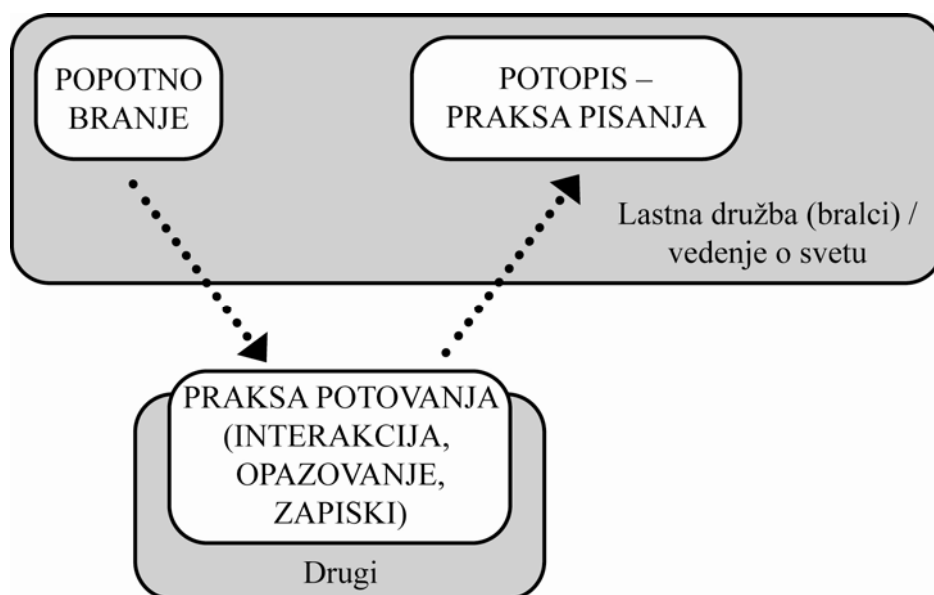 POPOTNO
BRANJE
POTOPIS –
PRAKSA PISANJA
Lastna družba (bralci) /
vedenje o svetu
PRAKSA POTOVANJA
(INTERAKCIJA,
OPAZOVANJE,
ZAPISKI)
Drugi